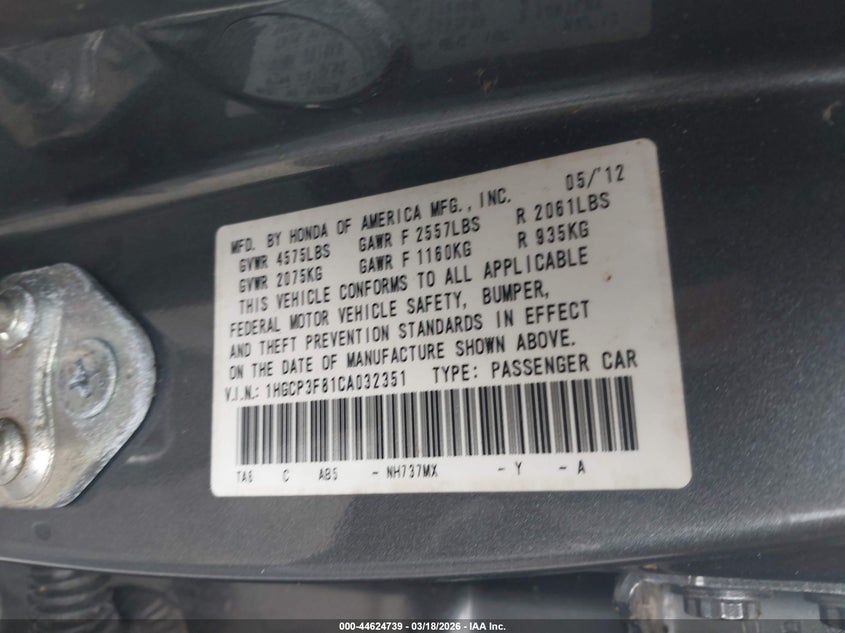 MFD. BY HONDA OF AMERICA MFG., INC. 05/'12
GVWR 4575LBS GAWR F 2557LBS R 2061LBS
GVWR 2075KG GAWR F 1160KG R 935KG
THIS VEHICLE CONFORMS TO ALL APPLICABLE
FEDERAL MOTOR VEHICLE SAFETY, BUMPER,
AND THEFT PREVENTION STANDARDS IN EFFECT
ON THE DATE OF MANUFACTURE SHOWN ABOVE.
V.I.N.: 1HGCP3F81CA032351 TYPE: PASSENGER CAR
TA6 C AB5 - NH737MX - Y - A
000-44624739 - 03/18/2026 - IAA Inc.